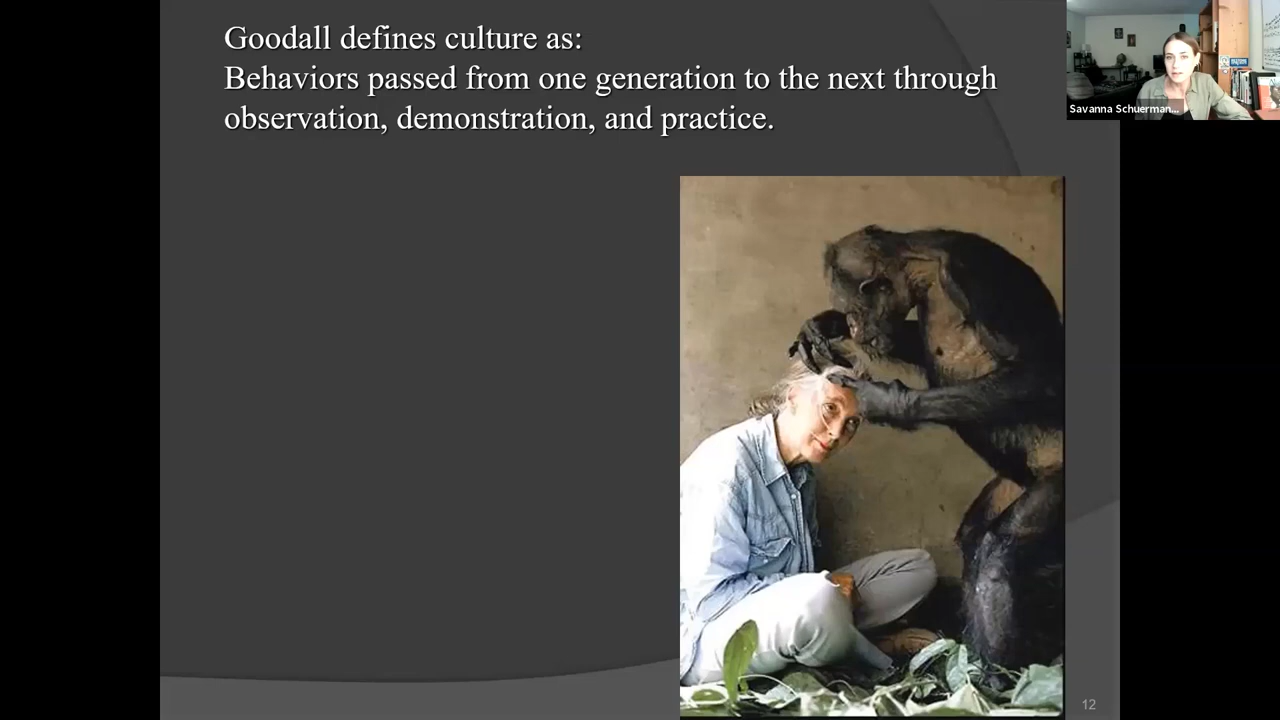 Goodall defines culture as:
Behaviors passed from one generation to the next through
observation, demonstration, and practice.
Savanna Schuerman...
12